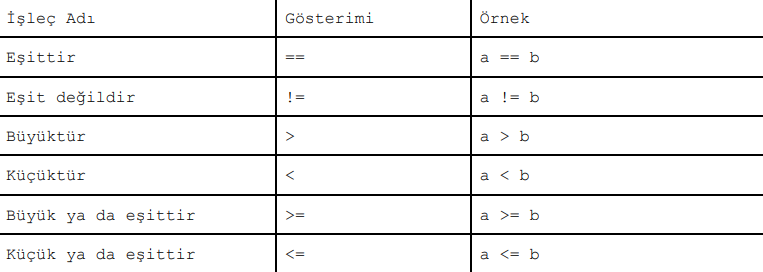 İşleç Adı Gösterimi Örnek
Eşittir == a == b
Eşit değildir != a != b
Büyüktür > a > b
Küçüktür < a < b
Büyük ya da eşittir >= a >= b
Küçük ya da eşittir <= a <= b